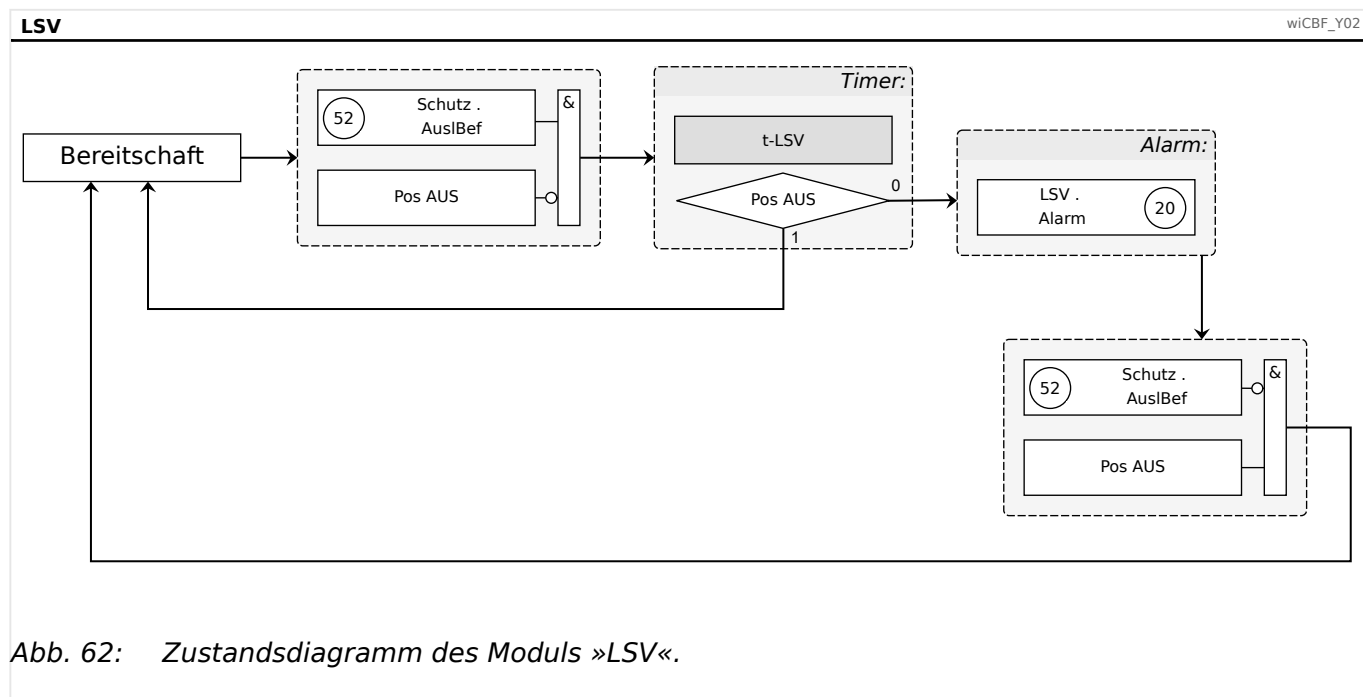 LSV
wiCBF_Y02
Bereitschaft
52
Schutz .
AuslBef
&
Pos AUS
Timer:
t-LSV
Pos AUS
0
1
Alarm:
LSV .
Alarm
20
52
Schutz .
AuslBef
&
Pos AUS
Abb. 62: Zustandsdiagramm des Moduls »LSV«.